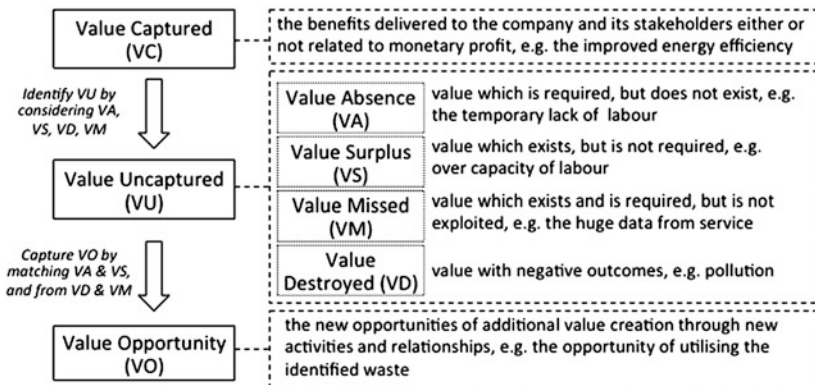 Value Captured
(VC)
the benefits delivered to the company and its stakeholders either or
not related to monetary profit, e.g. the improved energy efficiency
Identify VU by
considering VA,
VS, VD, VM
Value Uncaptured
(VU)
Value Absence
(VA)
value which is required, but does not exist, e.g.
the temporary lack of labour
Value Surplus
(VS)
value which exists, but is not required, e.g.
over capacity of labour
Value Missed
(VM)
value which exists and is required, but is not
exploited, e.g. the huge data from service
Value
Destroyed (VD)
value with negative outcomes, e.g. pollution
Capture VO by
matching VA & VS,
and from VD & VM
Value Opportunity
(VO)
the new opportunities of additional value creation through new
activities and relationships, e.g. the opportunity of utilising the
identified waste